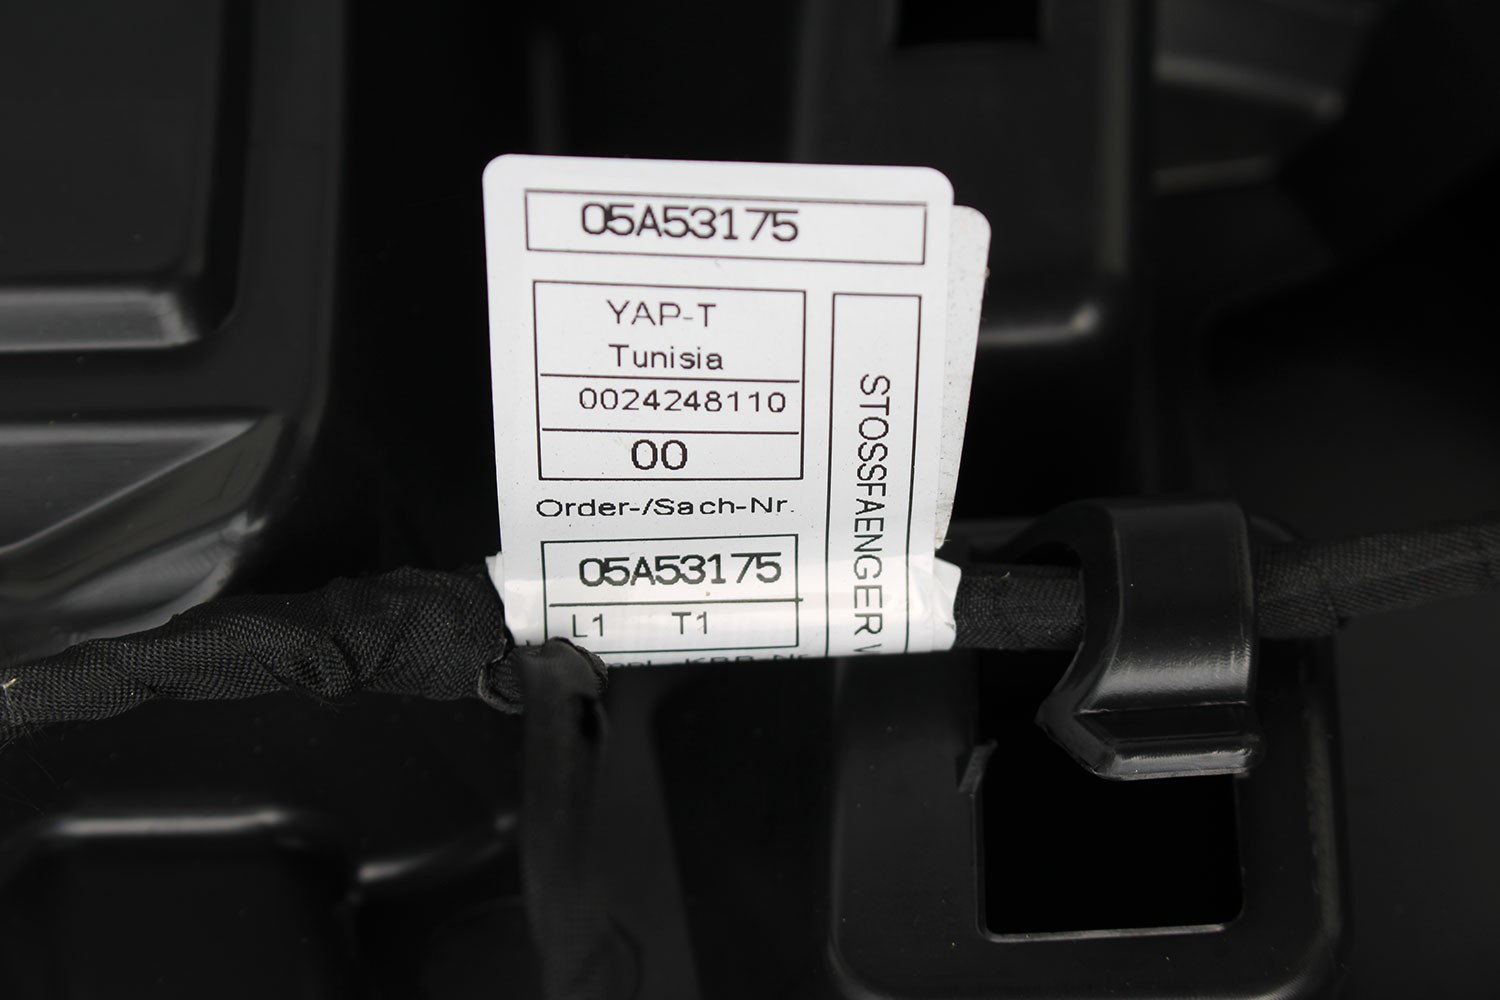 05A53175
YAP-T
Tunisia
0024248110
00
Order-/Sach-Nr.
05A53175
L1 T1
STOSSFAENGER